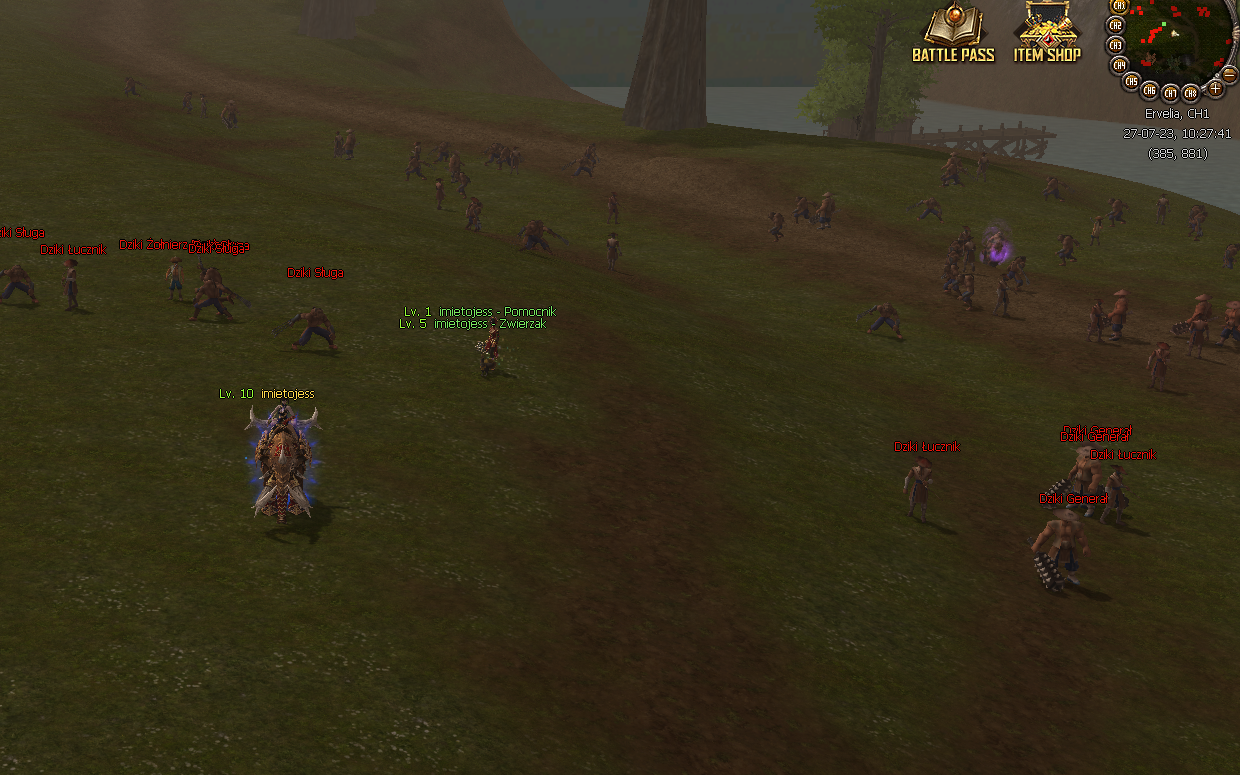 BATTLE PASS
ITEM SHOP
CH1
CH2
CH3
CH4
CH5
CH6
CH7
CH8
Ervelia, CH1
27-07-23, 10:27:41
(385, 881)
Sługa
Dziki Łucznik
Dziki Żołnierz
Dziki Sługa
Dziki Sługa
Lv. 1 imietojess - Pomocnik
Lv. 5 imietojess - Zwierzak
Lv. 10 imietojess
Dziki Generał
Dziki Generał
Dziki Łucznik
Dziki Łucznik
Dziki Generał